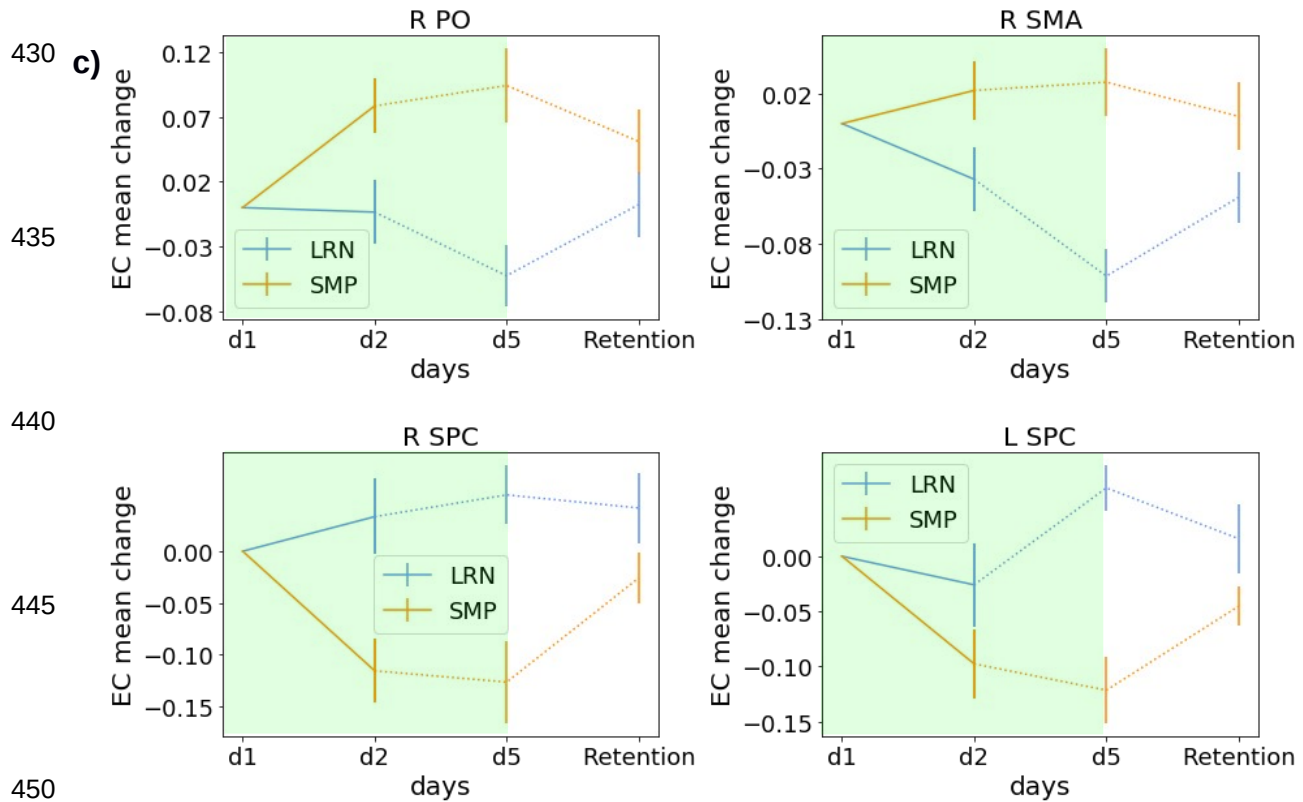 430
c)
R PO
EC mean change
0.12
0.07
0.02
−0.03
−0.08
LRN
SMP
d1 d2 d5 Retention
days
R SMA
EC mean change
0.02
−0.03
−0.08
−0.13
LRN
SMP
d1 d2 d5 Retention
days
435
440
R SPC
EC mean change
0.00
−0.05
−0.10
−0.15
LRN
SMP
d1 d2 d5 Retention
days
L SPC
EC mean change
0.00
−0.05
−0.10
−0.15
LRN
SMP
d1 d2 d5 Retention
days
445
450